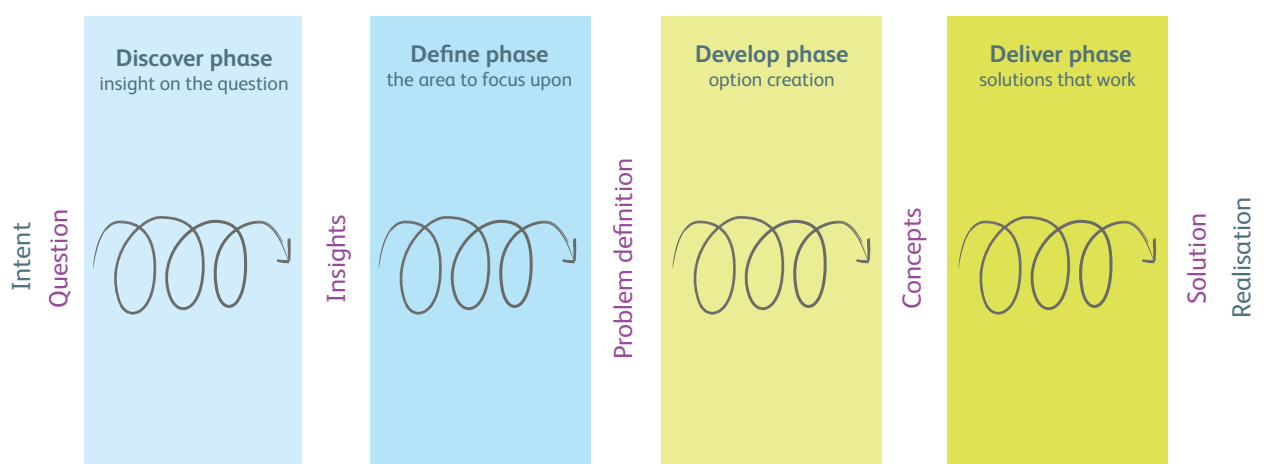 Intent
Question
Discover phase
insight on the question
Insights
Define phase
the area to focus upon
Problem definition
Develop phase
option creation
Concepts
Deliver phase
solutions that work
Solution
Realisation